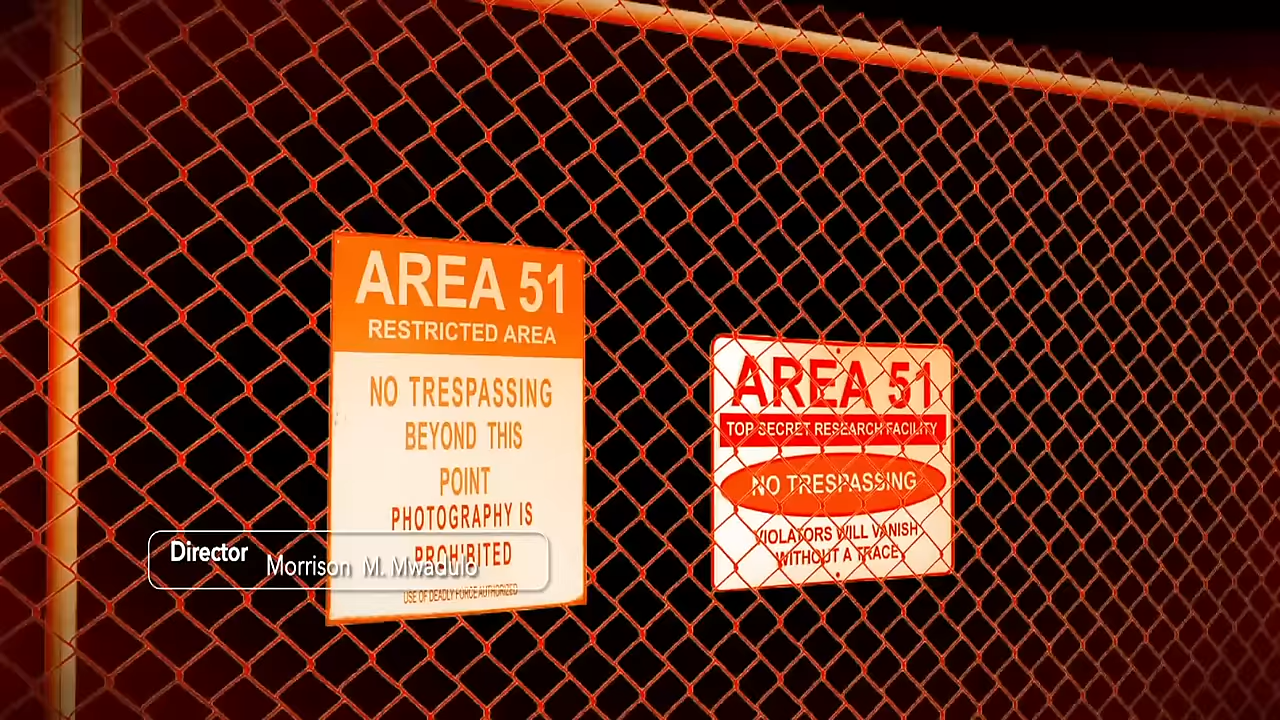 AREA 51
RESTRICTED AREA
NO TRESPASSING
BEYOND THIS
POINT
PHOTOGRAPHY IS
PROHIBITED
USE OF DEADLY FORCE AUTHORIZED
AREA 51
TOP SECRET RESEARCH FACILITY
NO TRESPASSING
VIOLATORS WILL VANISH
WITHOUT A TRACE
Director Morrison M. Mwadulo